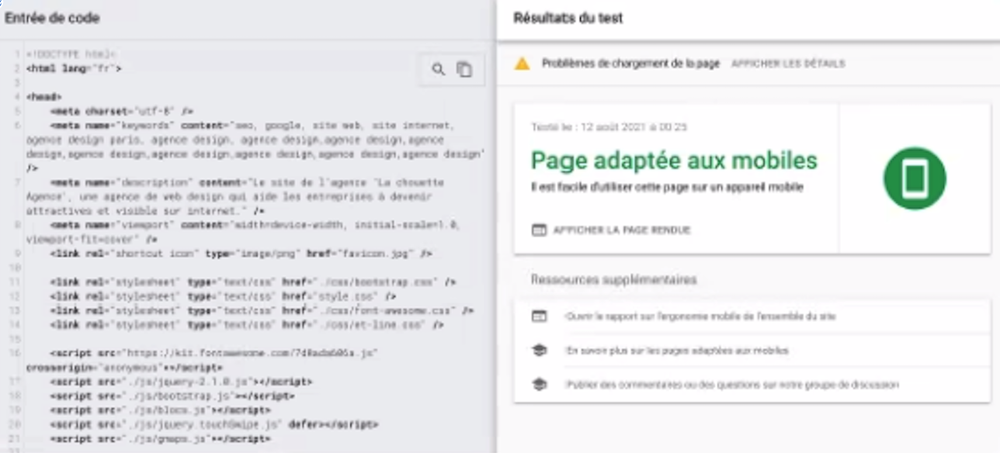 Entrée de code
1 <!DOCTYPE html>
2 <html lang="fr">
3
4 <head>
5 <meta charset="utf-8" />
6 <meta name="keywords" content="seo, google, site web, site internet,
agence design paris, agence design, agence design,agence design,agence
design,agence design,agence design,agence design,agence design,agence design"
/>
7 <meta name="description" content="Le site de l'agence 'La chouette
Agence', une agence de web design qui aide les entreprises à devenir
attractives et visible sur internet." />
8 <meta name="viewport" content="width=device-width, initial-scale=1.0,
viewport-fit=cover" />
9 <link rel="shortcut icon" type="image/png" href="favicon.jpg" />
10
11 <link rel="stylesheet" type="text/css" href="./css/bootstrap.css" />
12 <link rel="stylesheet" type="text/css" href="style.css" />
13 <link rel="stylesheet" type="text/css" href="./css/font-awesome.css" />
14 <link rel="stylesheet" type="text/css" href="./css/et-line.css" />
15
16 <script src="https://kit.fontawesome.com/
crossorigin="anonymous"></script>
17 <script src="./js/jquery-2.1.0.js"></script>
18 <script src="./js/bootstrap.js"></script>
19 <script src="./js/blocs.js"></script>
20 <script src="./js/jquery.touchSwipe.js" defer></script>
21 <script src="./js/gmaps.js"></script>
Résultats du test
Problèmes de chargement de la page AFFICHER LES DÉTAILS
Testé le : 12 août 2021 à 00:25
Page adaptée aux mobiles
Il est facile d'utiliser cette page sur un appareil mobile
AFFICHER LA PAGE RENDUE
Ressources supplémentaires
Ouvrir le rapport sur l'ergonomie mobile de l'ensemble du site
En savoir plus sur les pages adaptées aux mobiles
Publier des commentaires ou des questions sur notre groupe de discussion